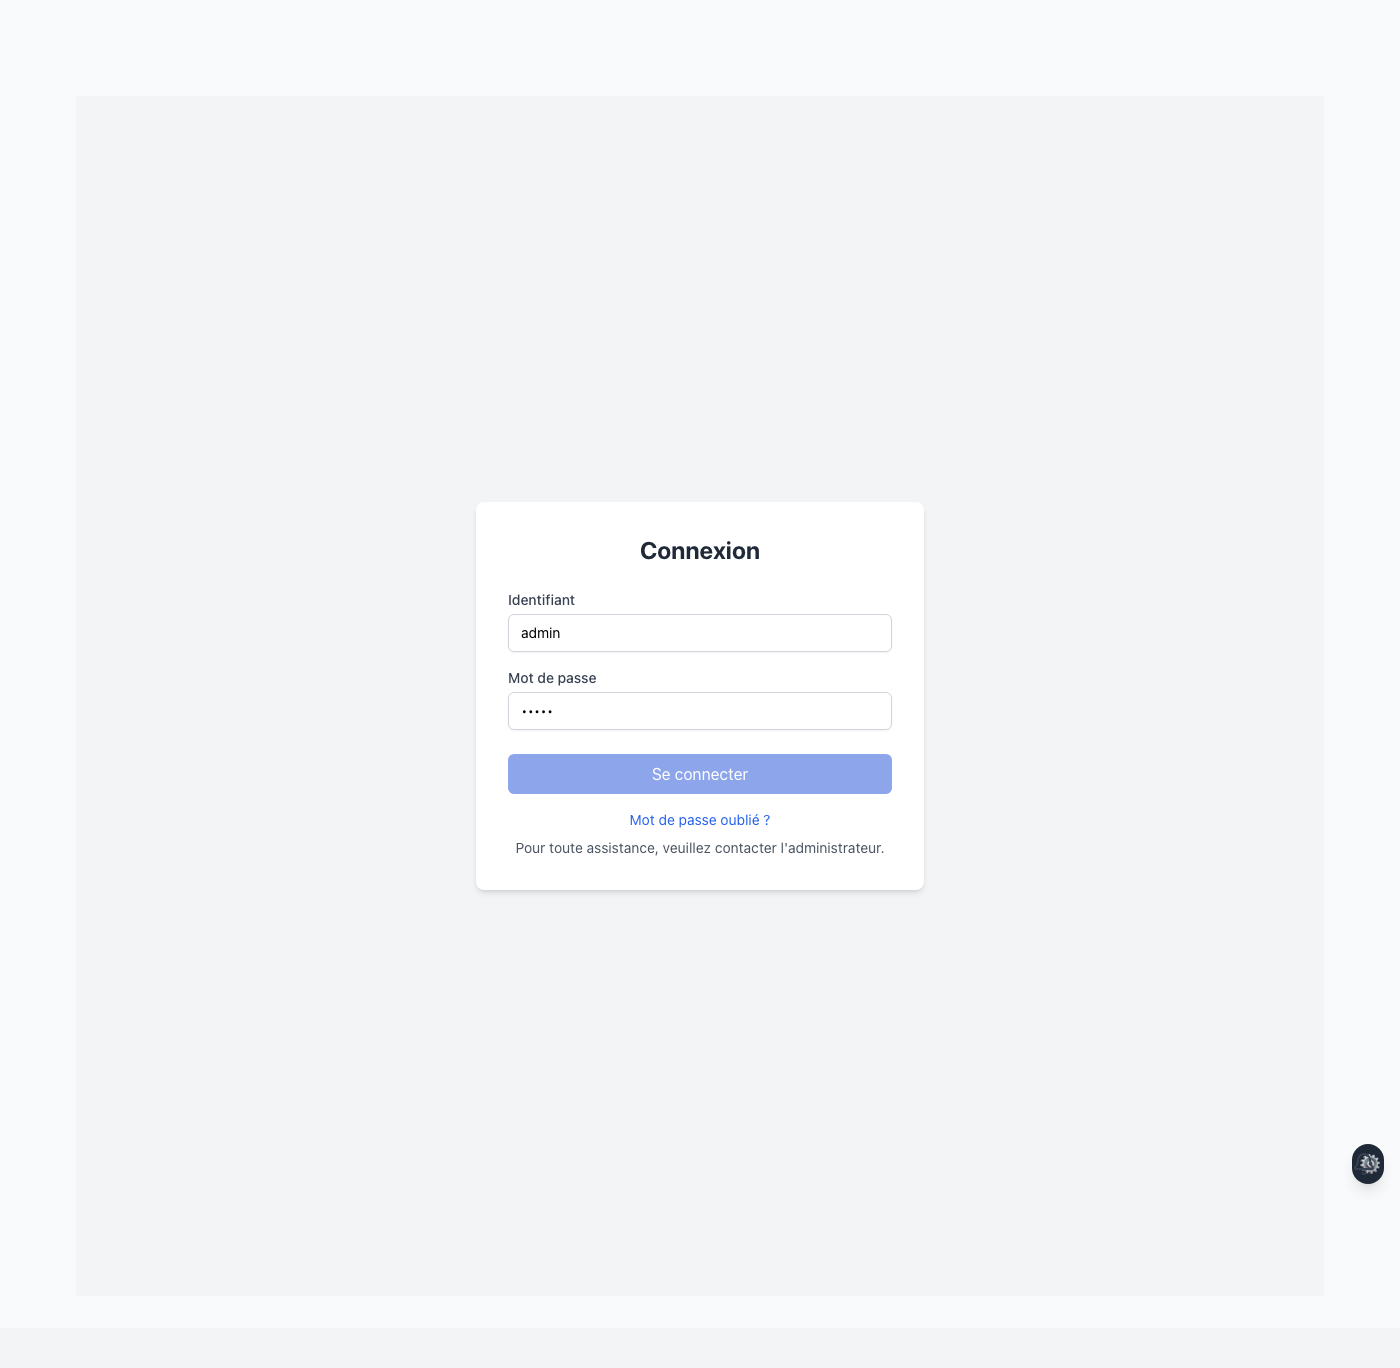 Connexion
Identifiant
admin
Mot de passe
•••••
Se connecter
Mot de passe oublié ?
Pour toute assistance, veuillez contacter l'administrateur.